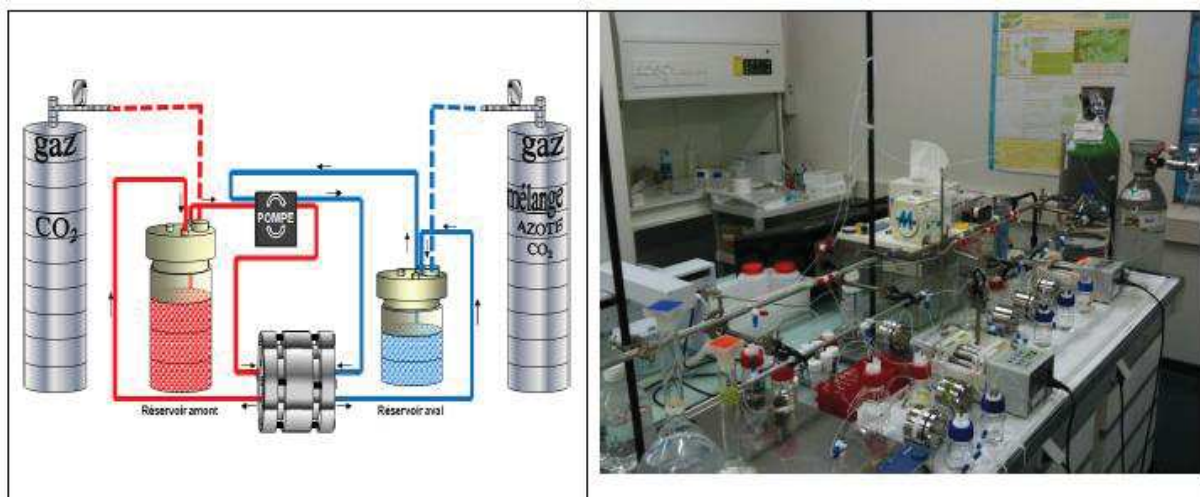 gaz
CO₂
POMPE
Réservoir amont
Réservoir aval
gaz
mélange
AZOTE
CO₂